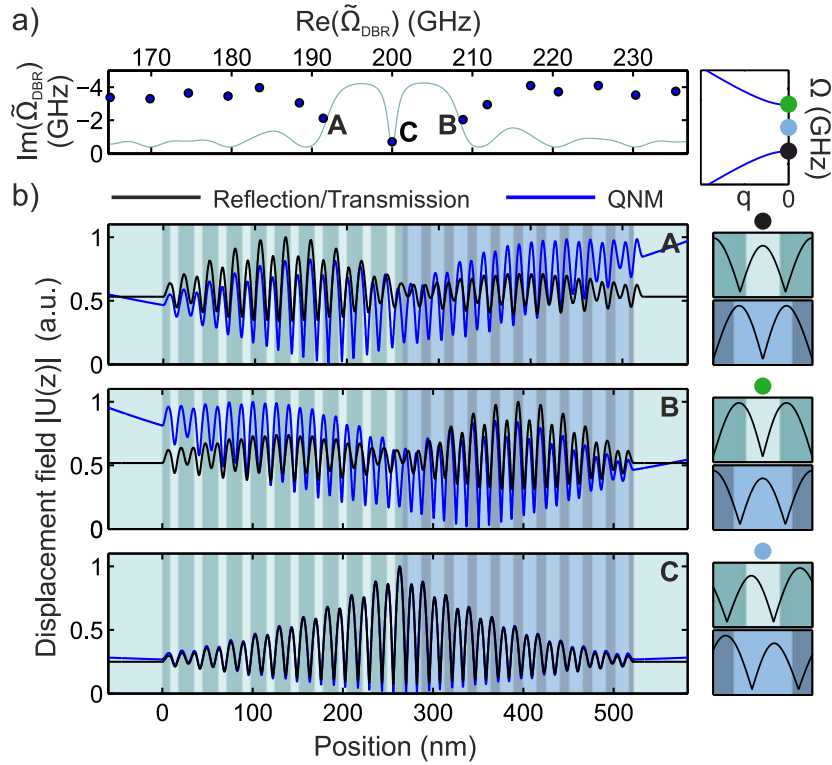 a)
Re(Ω̃DBR) (GHz)
170 180 190 200 210 220 230
Im(Ω̃DBR)
(GHz)
−4
−2
0
A
C
B
Ω (GHz)
q 0
b)
Reflection/Transmission QNM
Displacement field |U(z)| (a.u.)
1
0.5
0
A
1
0.5
0
B
1
0.5
0
C
0 100 200 300 400 500
Position (nm)